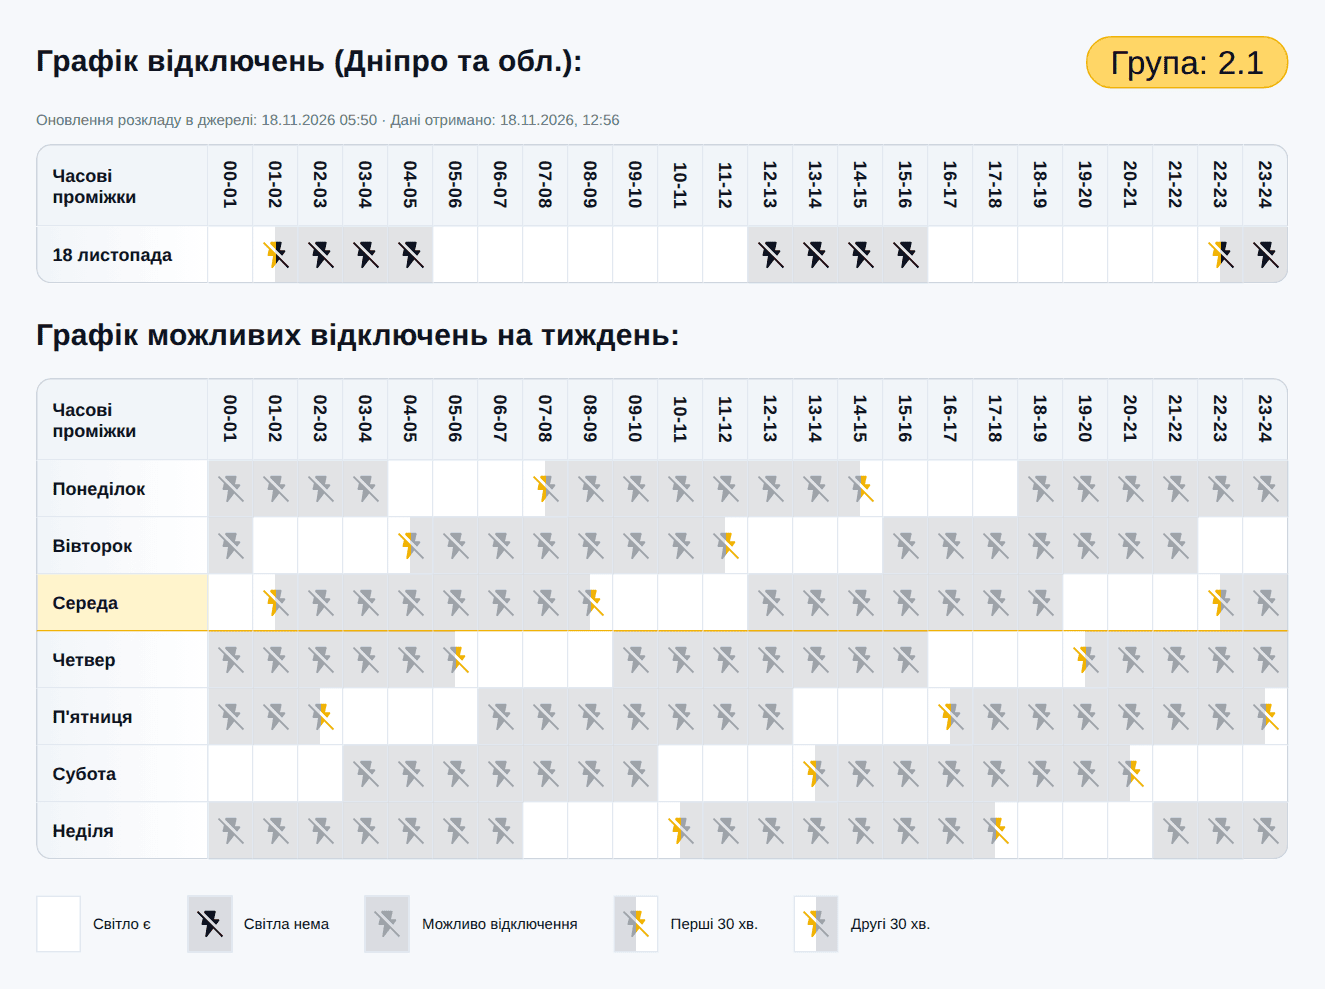 Графік відключень (Дніпро та обл.):
Група: 2.1
Оновлення розкладу в джерелі: 18.11.2026 05:50 · Дані отримано: 18.11.2026, 12:56
Часові
проміжки
00-01 01-02 02-03 03-04 04-05 05-06 06-07 07-08 08-09 09-10 10-11 11-12 12-13 13-14 14-15 15-16 16-17 17-18 18-19 19-20 20-21 21-22 22-23 23-24
18 листопада
Графік можливих відключень на тиждень:
Часові
проміжки
00-01 01-02 02-03 03-04 04-05 05-06 06-07 07-08 08-09 09-10 10-11 11-12 12-13 13-14 14-15 15-16 16-17 17-18 18-19 19-20 20-21 21-22 22-23 23-24
Понеділок
Вівторок
Середа
Четвер
П'ятниця
Субота
Неділя
Світло є
Світла нема
Можливо відключення
Перші 30 хв.
Другі 30 хв.